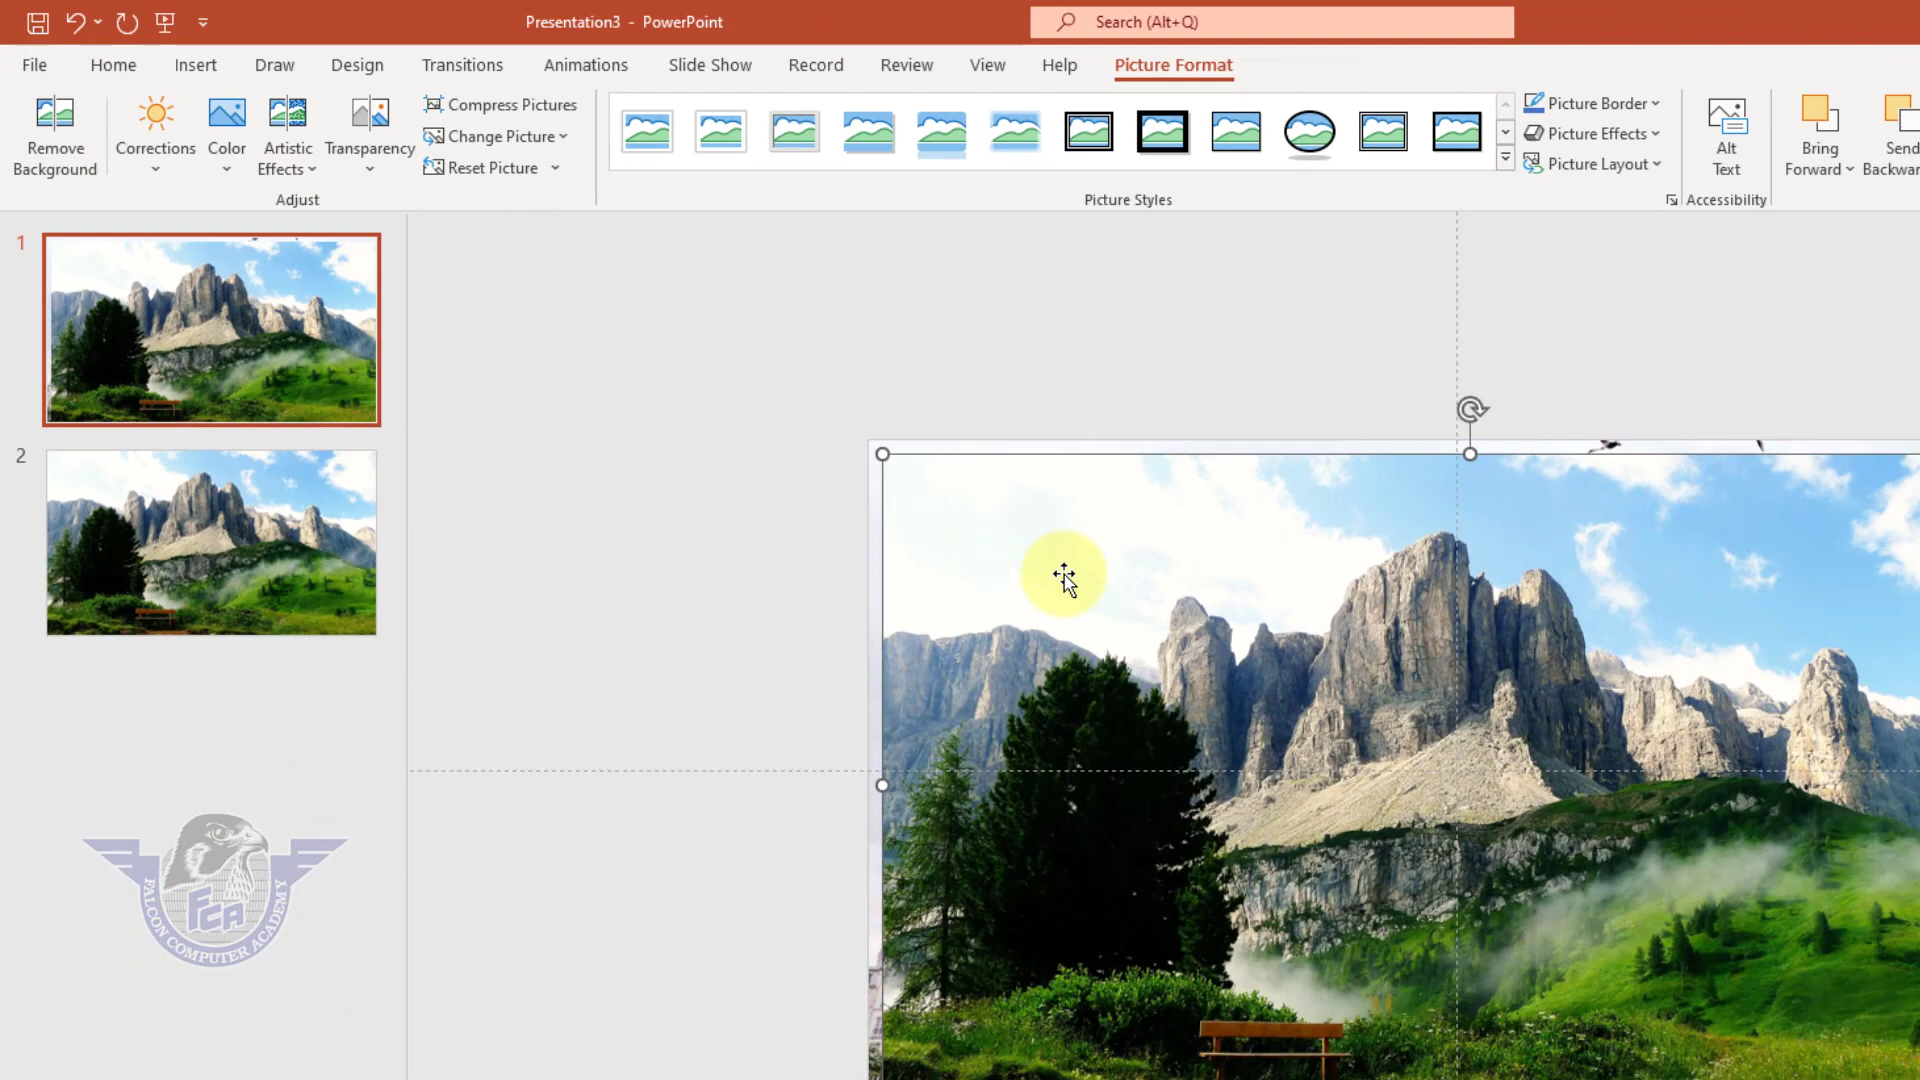 Presentation3 - PowerPoint
Search (Alt+Q)
File Home Insert Draw Design Transitions Animations Slide Show Record Review View Help Picture Format
Remove Background
Corrections
Color
Artistic Effects
Transparency
Compress Pictures
Change Picture
Reset Picture
Adjust
Picture Styles
Picture Border
Picture Effects
Picture Layout
Alt Text
Accessibility
Bring Forward
Send Backwar
1
2
FCA
FALCON COMPUTER ACADEMY